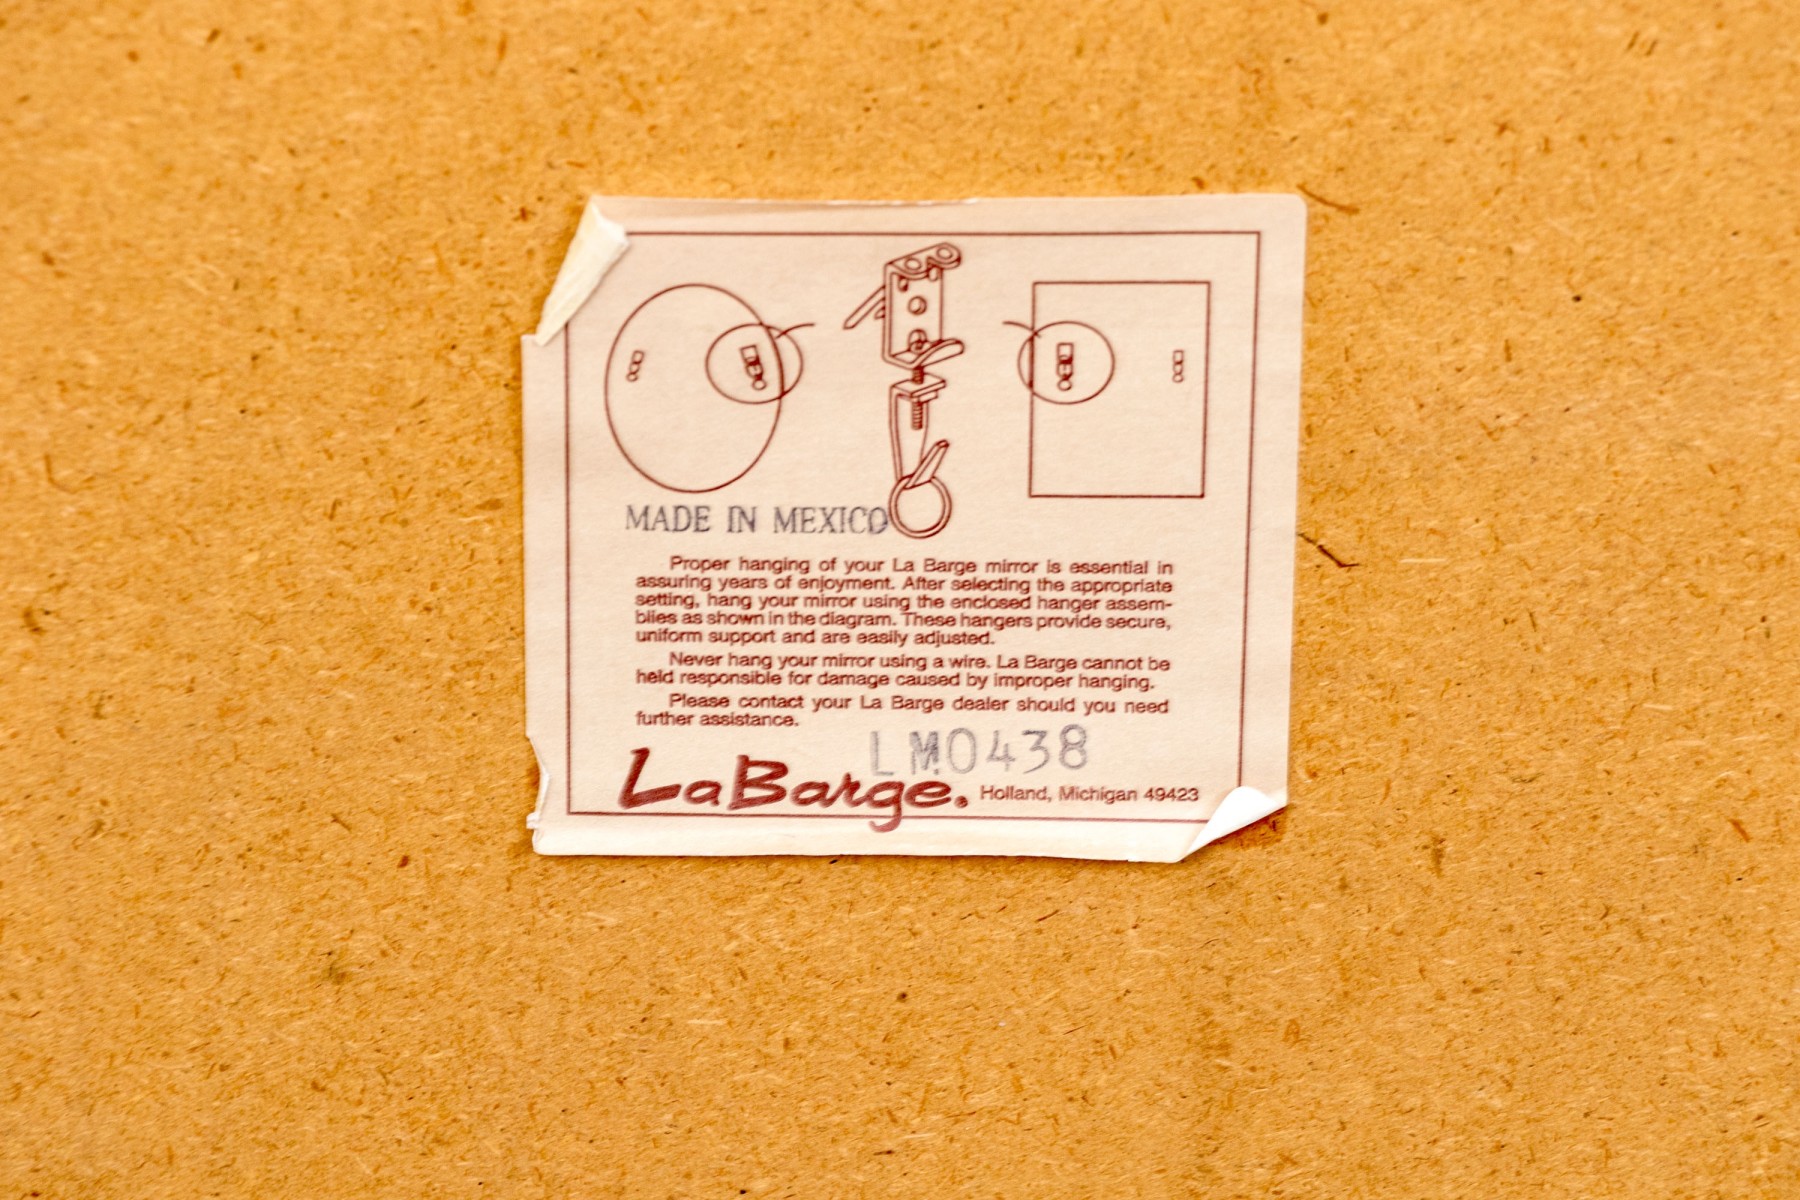 MADE IN MEXICO
Proper hanging of your La Barge mirror is essential in
assuring years of enjoyment. After selecting the appropriate
setting, hang your mirror using the enclosed hanger assem-
blies as shown in the diagram. These hangers provide secure,
uniform support and are easily adjusted.
Never hang your mirror using a wire. La Barge cannot be
held responsible for damage caused by improper hanging.
Please contact your La Barge dealer should you need
further assistance.
LM0438
LaBarge. Holland, Michigan 49423